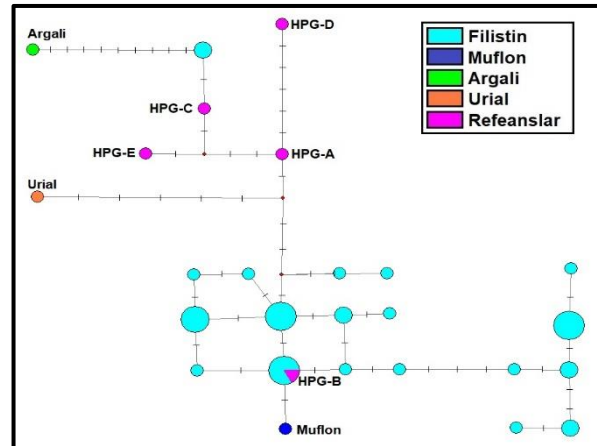 HPG-D
Argali
HPG-C
HPG-E
HPG-A
Urial
HPG-B
Muflon
Filistin
Muflon
Argali
Urial
Refeanslar